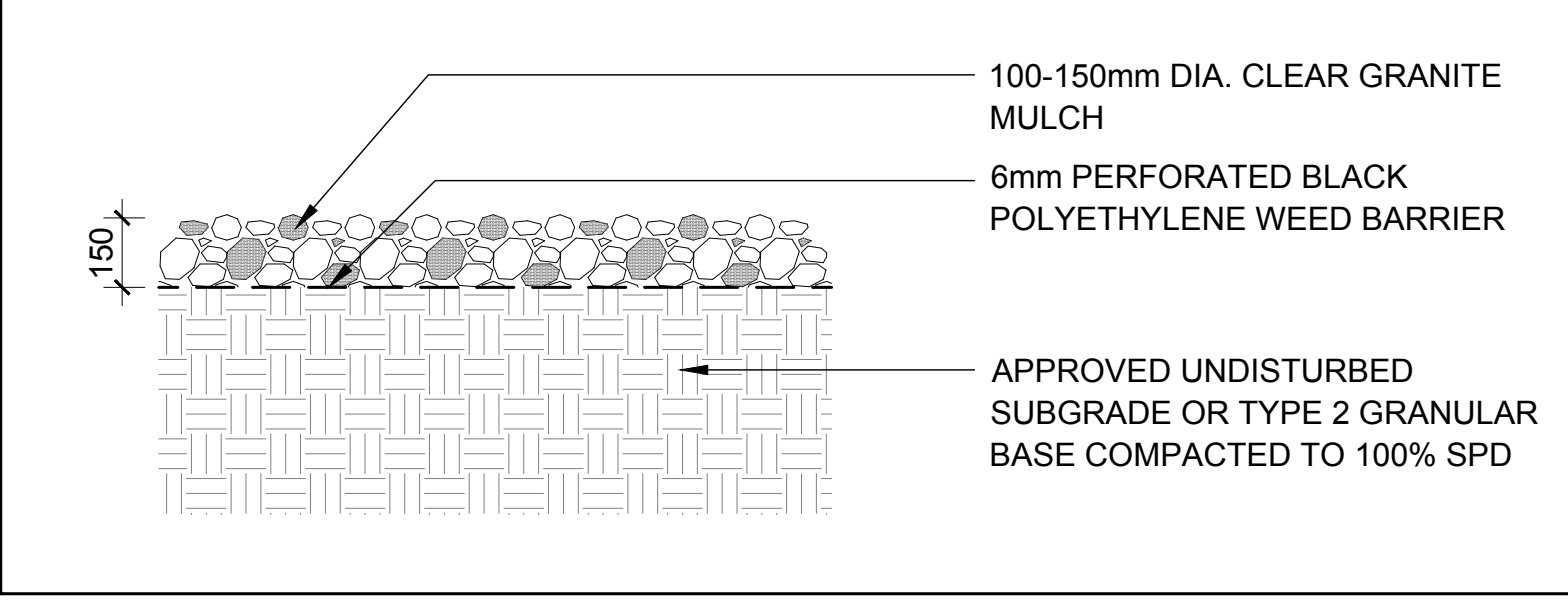 100-150mm DIA. CLEAR GRANITE
MULCH
6mm PERFORATED BLACK
POLYETHYLENE WEED BARRIER
150
APPROVED UNDISTURBED
SUBGRADE OR TYPE 2 GRANULAR
BASE COMPACTED TO 100% SPD